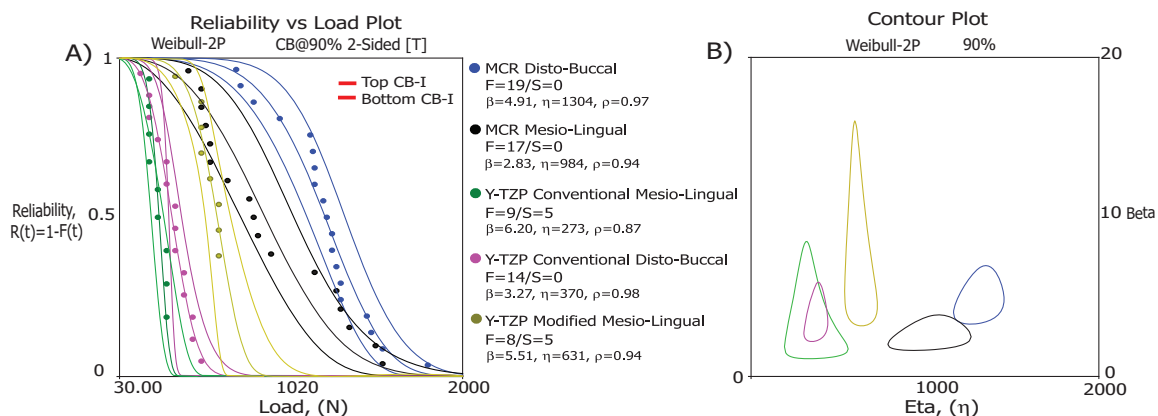 Reliability vs Load Plot
A)
Weibull-2P
CB@90% 2-Sided [T]
1
Top CB-I
Bottom CB-I
0.5
Reliability,
R(t)=1-F(t)
0
30.00
1020
2000
Load, (N)
MCR Disto-Buccal
F=19/S=0
β=4.91, η=1304, ρ=0.97
MCR Mesio-Lingual
F=17/S=0
β=2.83, η=984, ρ=0.94
Y-TZP Conventional Mesio-Lingual
F=9/S=5
β=6.20, η=273, ρ=0.87
Y-TZP Conventional Disto-Buccal
F=14/S=0
β=3.27, η=370, ρ=0.98
Y-TZP Modified Mesio-Lingual
F=8/S=5
β=5.51, η=631, ρ=0.94
Contour Plot
B)
Weibull-2P
90%
20
10 Beta
0
0
1000
2000
Eta, (η)